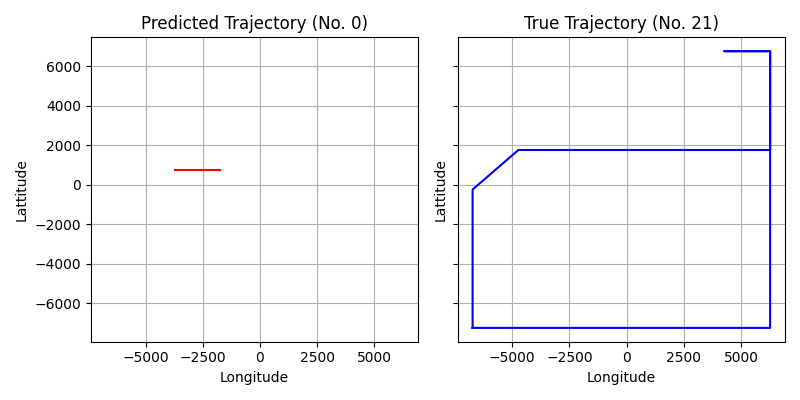 Predicted Trajectory (No. 0)
True Trajectory (No. 21)
6000
4000
2000
0
−2000
−4000
−6000
Lattitude
Lattitude
−5000 −2500 0 2500 5000
−5000 −2500 0 2500 5000
Longitude
Longitude